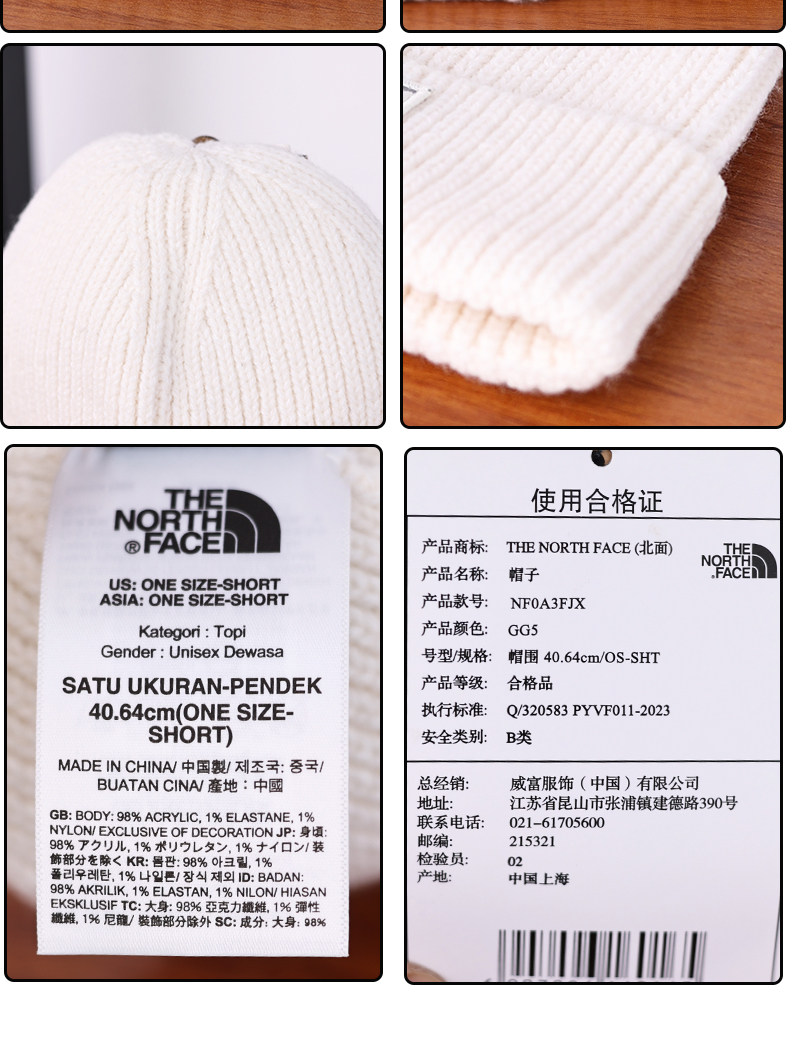 THE
NORTH
®FACE
US: ONE SIZE-SHORT
ASIA: ONE SIZE-SHORT
Kategori : Topi
Gender : Unisex Dewasa
SATU UKURAN-PENDEK
40.64cm(ONE SIZE-
SHORT)
MADE IN CHINA/ 中国製/ 제조국: 중국/
BUATAN CINA/ 產地：中國
GB: BODY: 98% ACRYLIC, 1% ELASTANE, 1%
NYLON/ EXCLUSIVE OF DECORATION JP: 身頃:
98% アクリル, 1% ポリウレタン, 1% ナイロン/ 装
飾部分を除く KR: 몸판: 98% 아크릴, 1%
폴리우레탄, 1% 나일론/ 장식 제외 ID: BADAN:
98% AKRILIK, 1% ELASTAN, 1% NILON/ HIASAN
EKSKLUSIF TC: 大身: 98% 亞克力纖維, 1% 彈性
纖維, 1% 尼龍/ 裝飾部分除外 SC: 成分: 大身: 98%
使用合格证
产品商标: THE NORTH FACE (北面)
产品名称: 帽子
产品款号: NF0A3FJX
产品颜色: GG5
号型/规格: 帽围 40.64cm/OS-SHT
产品等级: 合格品
执行标准: Q/320583 PYVF011-2023
安全类别: B类
THE
NORTH
FACE
总经销: 威富服饰（中国）有限公司
地址: 江苏省昆山市张浦镇建德路390号
联系电话: 021-61705600
邮编: 215321
检验员: 02
产地: 中国上海